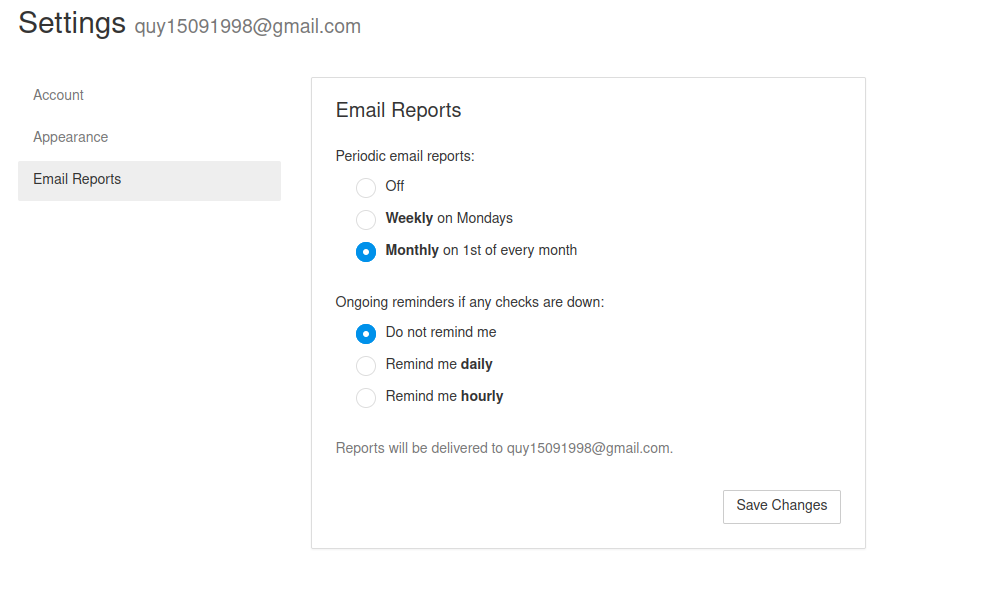 Settings quy15091998@gmail.com
Account
Appearance
Email Reports
Email Reports
Periodic email reports:
Off
Weekly on Mondays
Monthly on 1st of every month
Ongoing reminders if any checks are down:
Do not remind me
Remind me daily
Remind me hourly
Reports will be delivered to quy15091998@gmail.com.
Save Changes